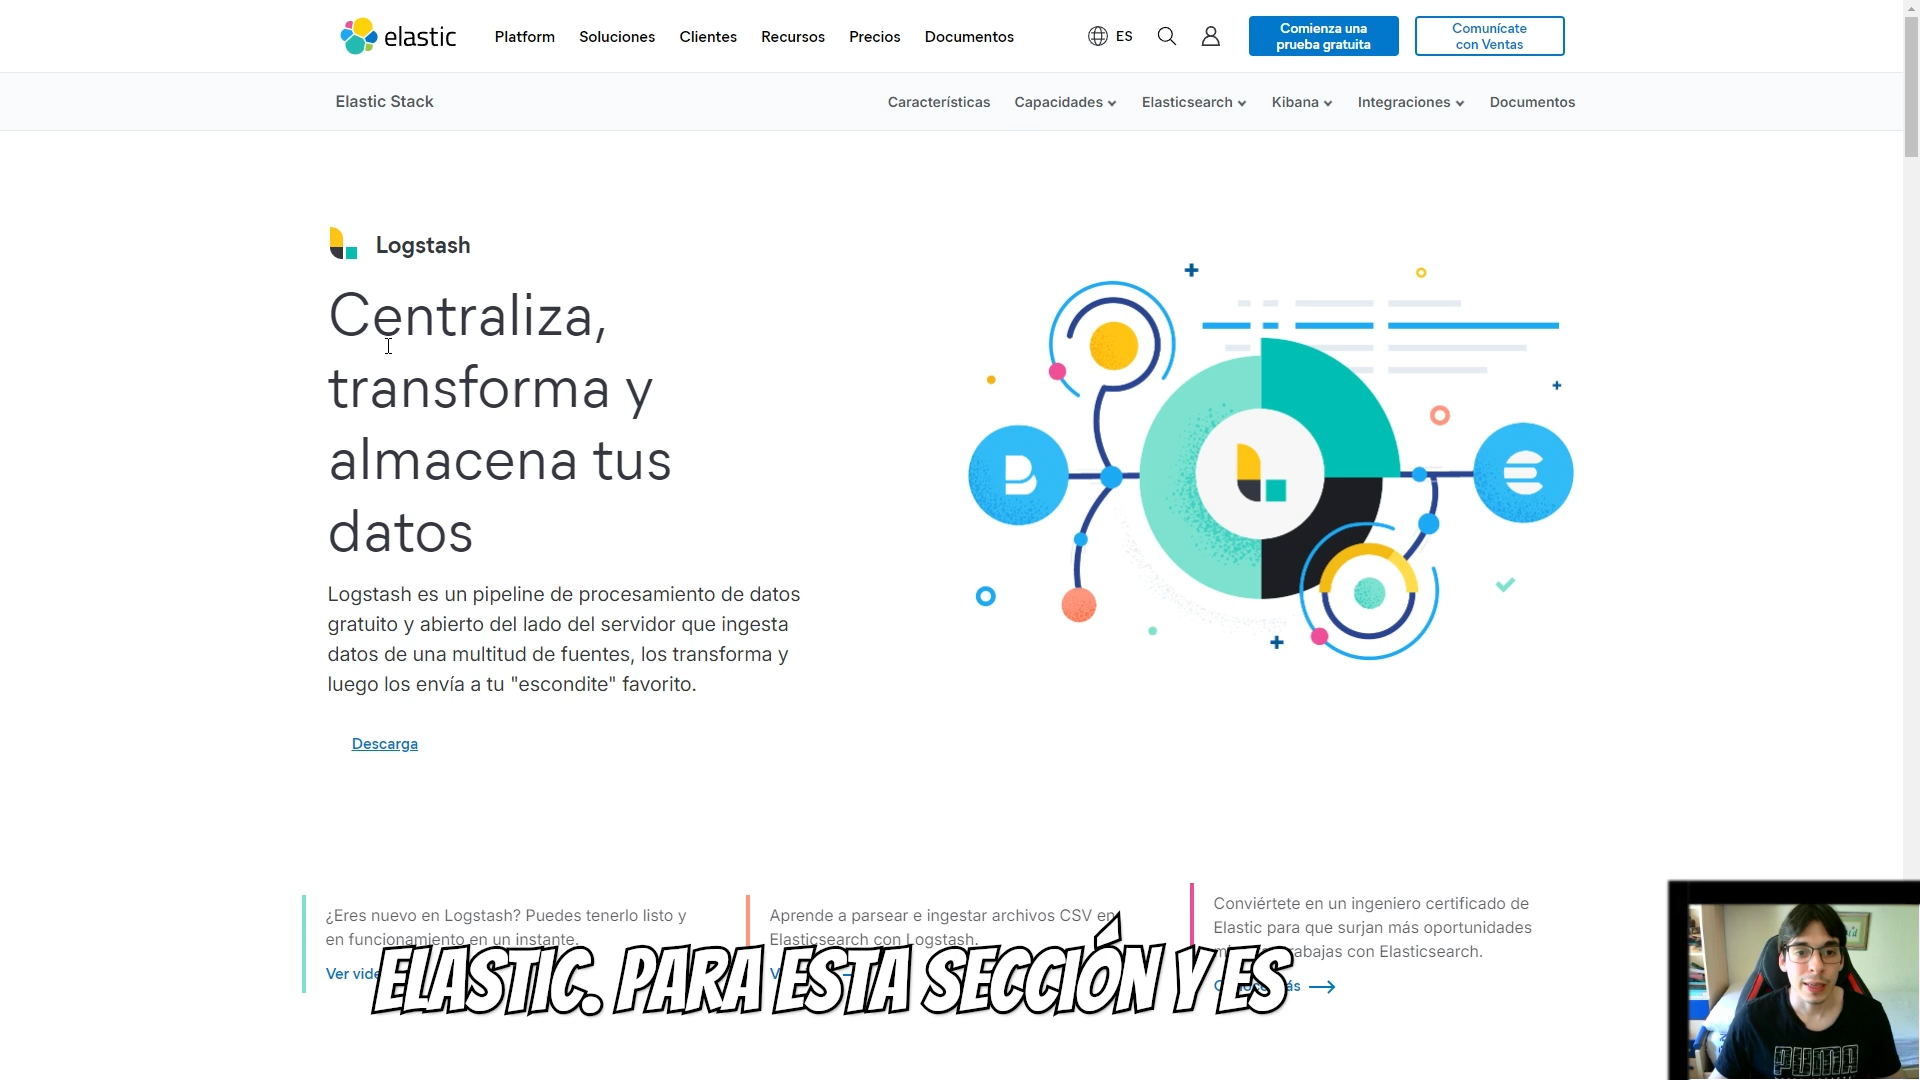 elastic
Platform Soluciones Clientes Recursos Precios Documentos
ES
Comienza una
prueba gratuita
Comunícate
con Ventas
Elastic Stack
Características Capacidades Elasticsearch Kibana Integraciones Documentos
Logstash
Centraliza,
transforma y
almacena tus
datos
Logstash es un pipeline de procesamiento de datos
gratuito y abierto del lado del servidor que ingesta
datos de una multitud de fuentes, los transforma y
luego los envía a tu "escondite" favorito.
Descarga
¿Eres nuevo en Logstash? Puedes tenerlo listo y
en funcionamiento en un instante.
Aprende a parsear e ingestar archivos CSV en
Elasticsearch con Logstash.
Conviértete en un ingeniero certificado de
Elastic para que surjan más oportunidades
trabajas con Elasticsearch.
ELASTIC. PARA ESTA SECCIÓN Y ES
PUMA